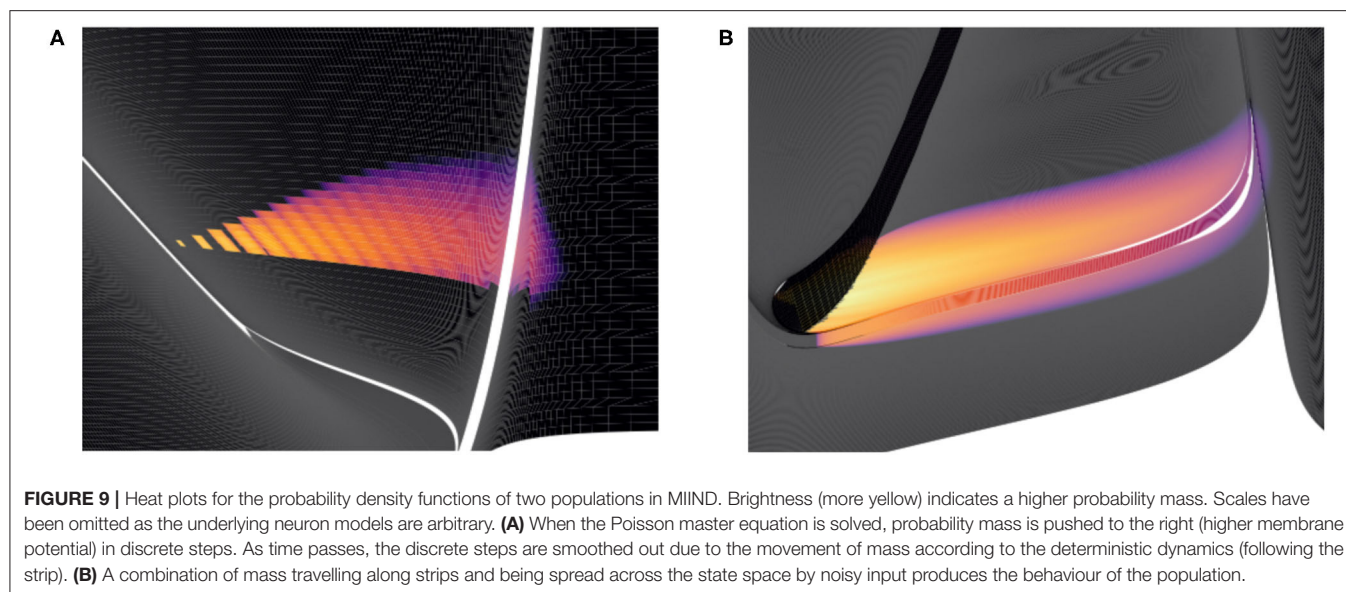 A
B
FIGURE 9 | Heat plots for the probability density functions of two populations in MIIND. Brightness (more yellow) indicates a higher probability mass. Scales have
been omitted as the underlying neuron models are arbitrary. (A) When the Poisson master equation is solved, probability mass is pushed to the right (higher membrane
potential) in discrete steps. As time passes, the discrete steps are smoothed out due to the movement of mass according to the deterministic dynamics (following the
strip). (B) A combination of mass travelling along strips and being spread across the state space by noisy input produces the behaviour of the population.